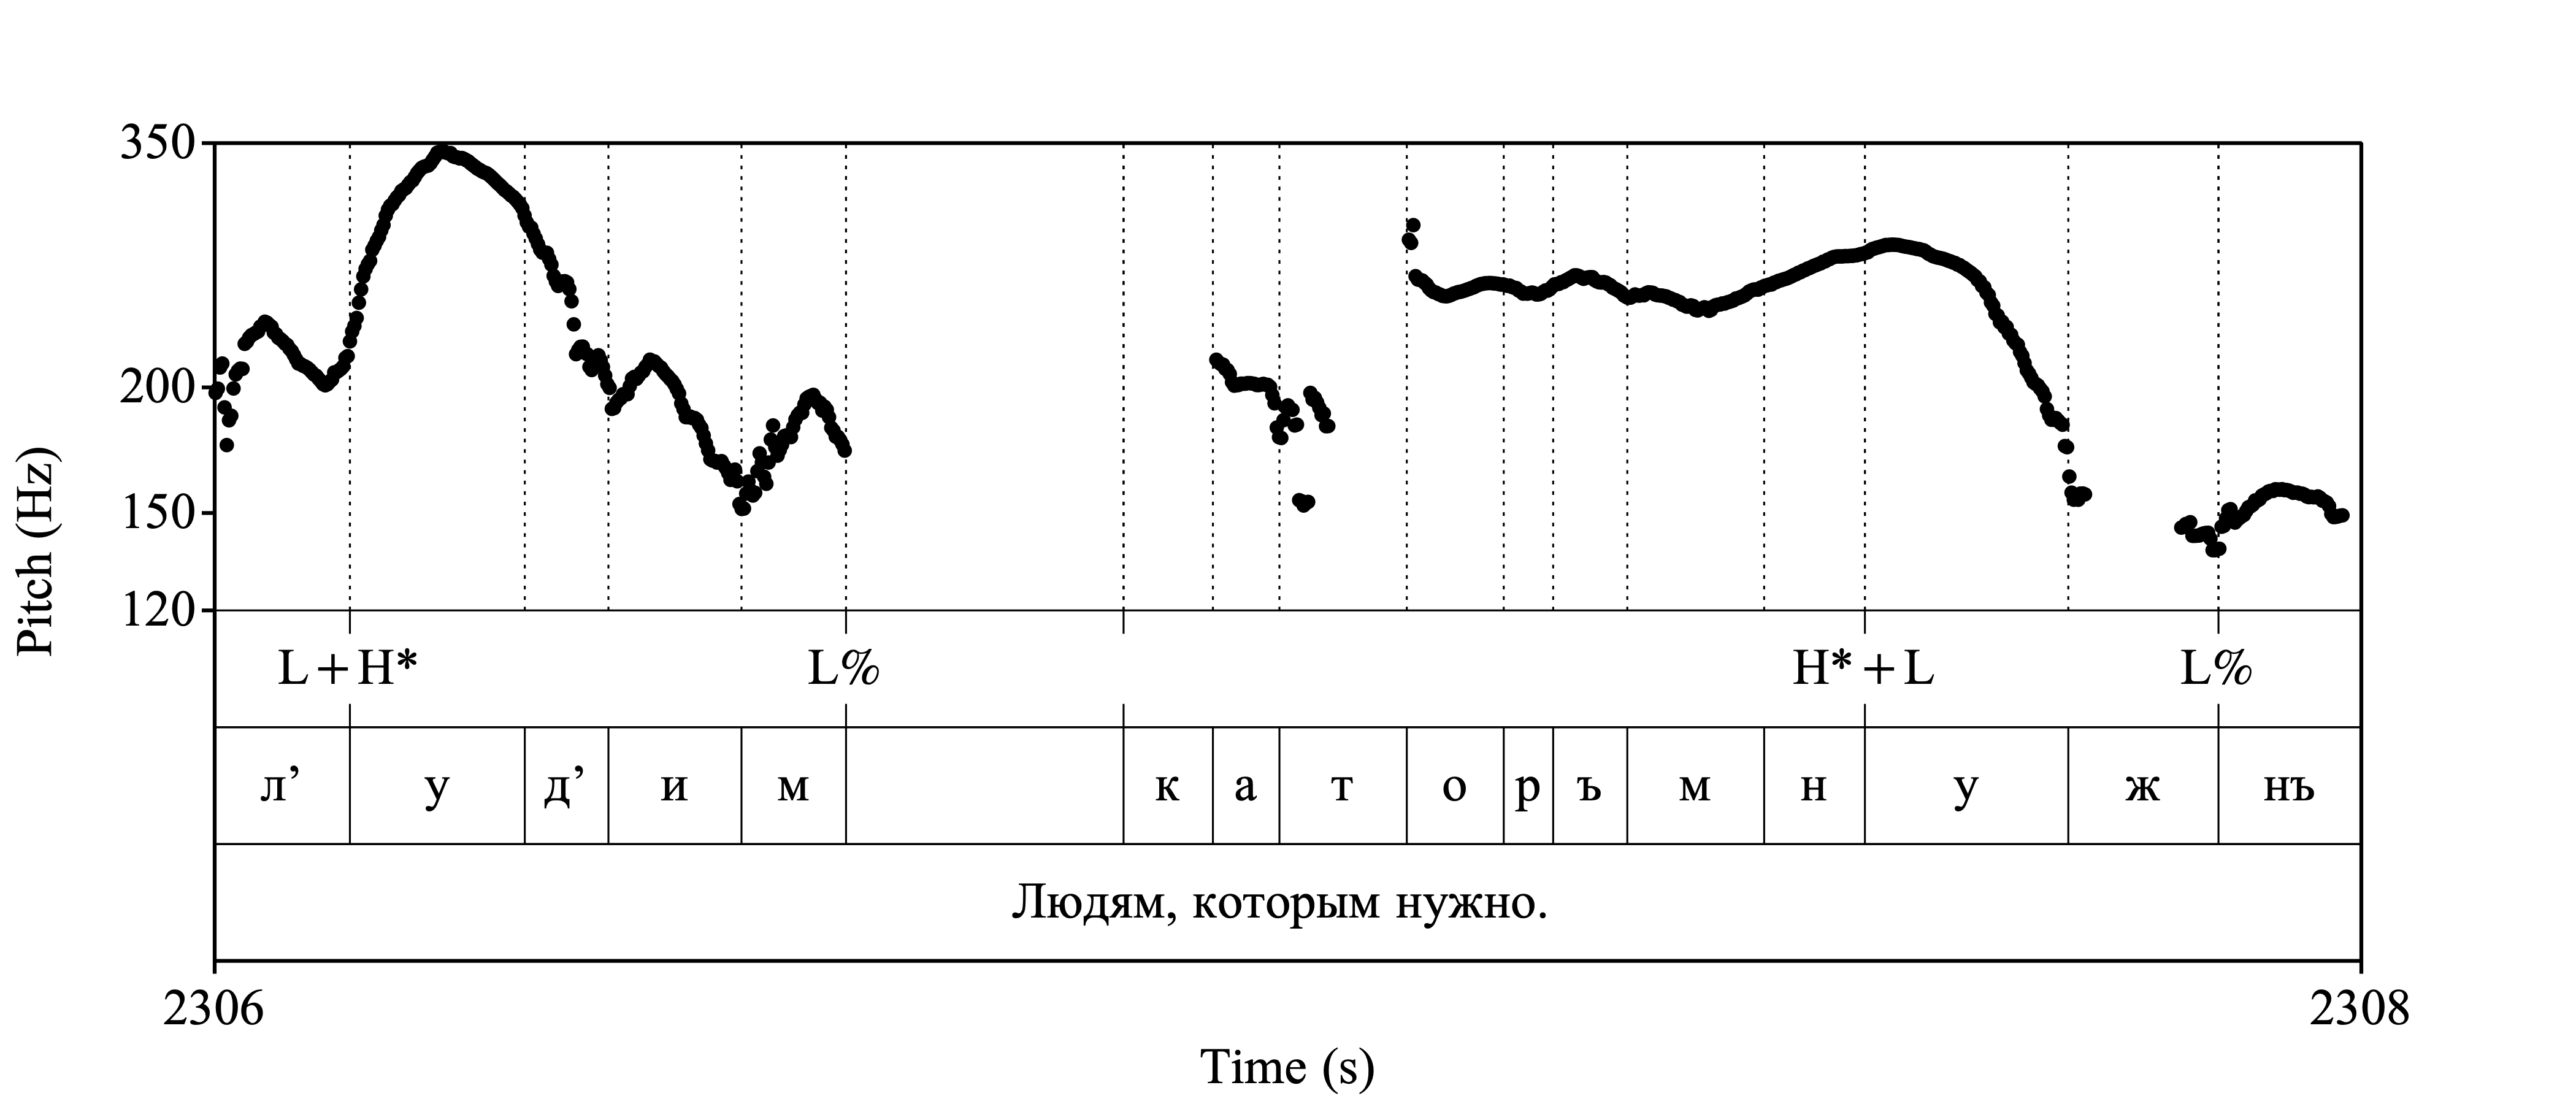 350
200
150
120
Pitch (Hz)
L+H* L% H*+L L%
л’ у д’ и м к а т о р ъ м н у ж нъ
Людям, которым нужно.
2306 2308
Time (s)